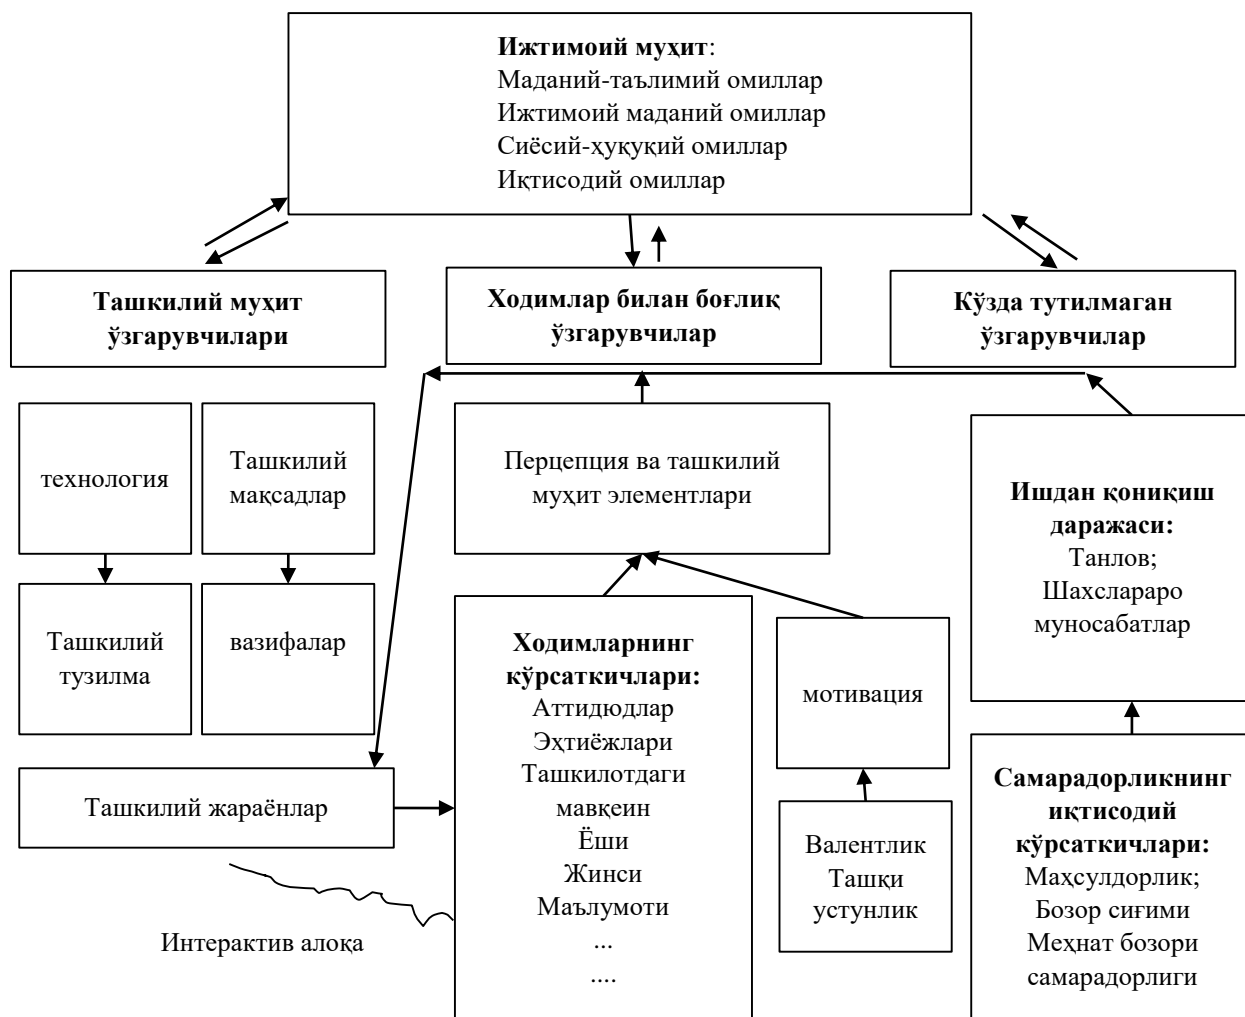 Ижтимоий муҳит:
Маданий-таълимий омиллар
Ижтимоий маданий омиллар
Сиёсий-ҳуқуқий омиллар
Иқтисодий омиллар
Ташкилий муҳит
ўзгарувчилари
Ходимлар билан боғлиқ
ўзгарувчилар
Кўзда тутилмаган
ўзгарувчилар
технология
Ташкилий
мақсадлар
Перцепция ва ташкилий
муҳит элементлари
Ишдан қониқиш
даражаси:
Танлов;
Шахслараро
муносабатлар
Ташкилий
тузилма
вазифалар
Ходимларнинг
кўрсаткичлари:
Аттидюдлар
Эҳтиёжлари
Ташкилотдаги
мавқеин
Ёши
Жинси
Маълумоти
...
....
мотивация
Ташкилий жараёнлар
Валентлик
Ташқи
устунлик
Самарадорликнинг
иқтисодий
кўрсаткичлари:
Маҳсулдорлик;
Бозор сиғими
Меҳнат бозори
самарадорлиги
Интерактив алоқа